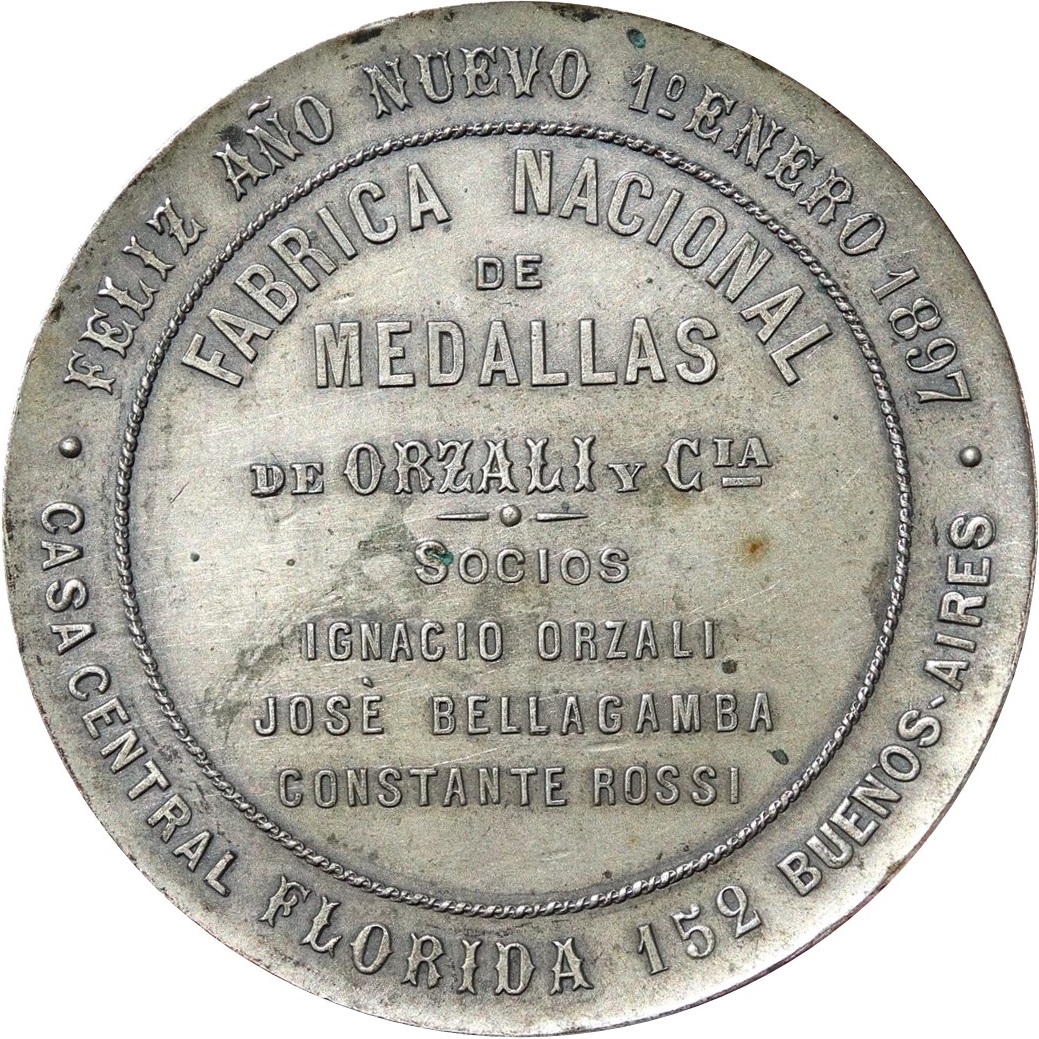 FELIZ AÑO NUEVO 1º ENERO 1897
FABRICA NACIONAL
DE
MEDALLAS
DE ORZALI Y CIA
SOCIOS
IGNACIO ORZALI
JOSÈ BELLAGAMBA
CONSTANTE ROSSI
CASA CENTRAL FLORIDA 152 BUENOS-AIRES